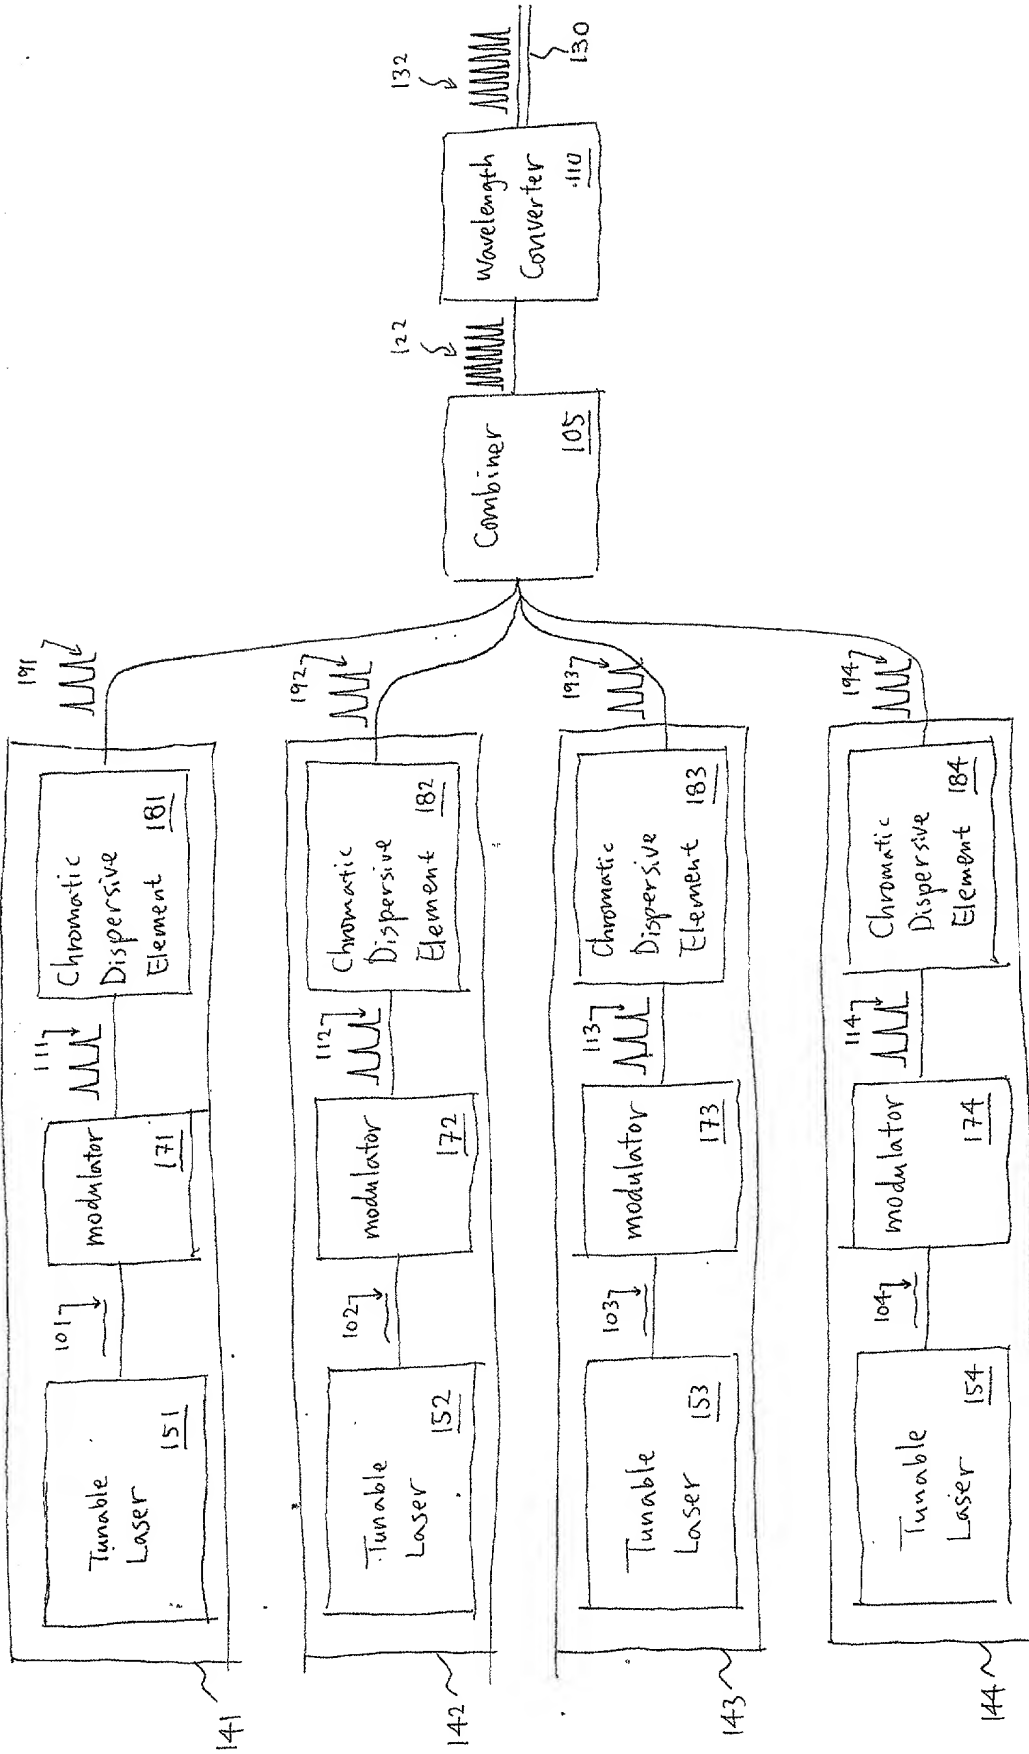 191
111
101
Tunable
Laser
151
modulator
171
Chromatic
Dispersive
Element
181
141
192
112
102
Tunable
Laser
152
modulator
172
Chromatic
Dispersive
Element
182
142
193
113
103
Tunable
Laser
153
modulator
173
Chromatic
Dispersive
Element
183
143
194
114
104
Tunable
Laser
154
modulator
174
Chromatic
Dispersive
Element
184
144
Combiner
105
122
Wavelength
Converter
110
132
130